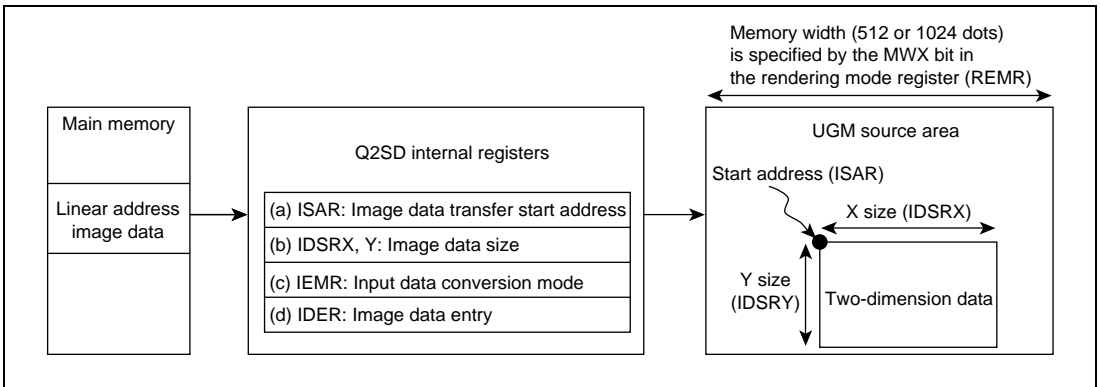 Memory width (512 or 1024 dots)
is specified by the MWX bit in
the rendering mode register (REMR)
Main memory
Linear address
image data
Q2SD internal registers
(a) ISAR: Image data transfer start address
(b) IDSRX, Y: Image data size
(c) IEMR: Input data conversion mode
(d) IDER: Image data entry
UGM source area
Start address (ISAR)
X size (IDSRX)
Y size
(IDSRY)
Two-dimension data